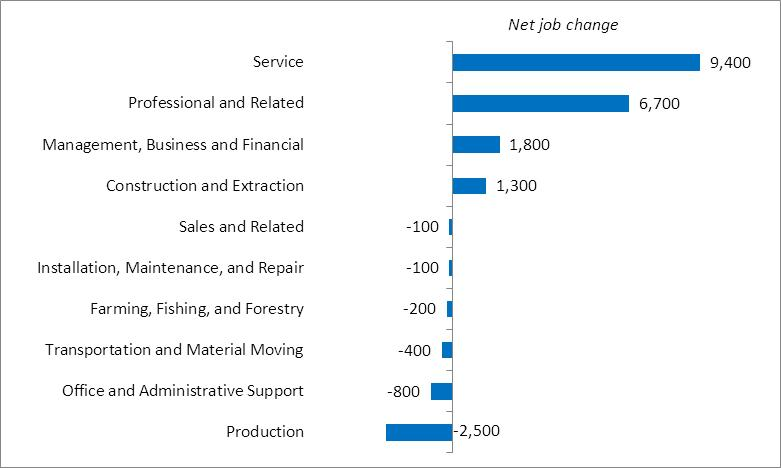 Net job change
Service 9,400
Professional and Related 6,700
Management, Business and Financial 1,800
Construction and Extraction 1,300
Sales and Related -100
Installation, Maintenance, and Repair -100
Farming, Fishing, and Forestry -200
Transportation and Material Moving -400
Office and Administrative Support -800
Production -2,500